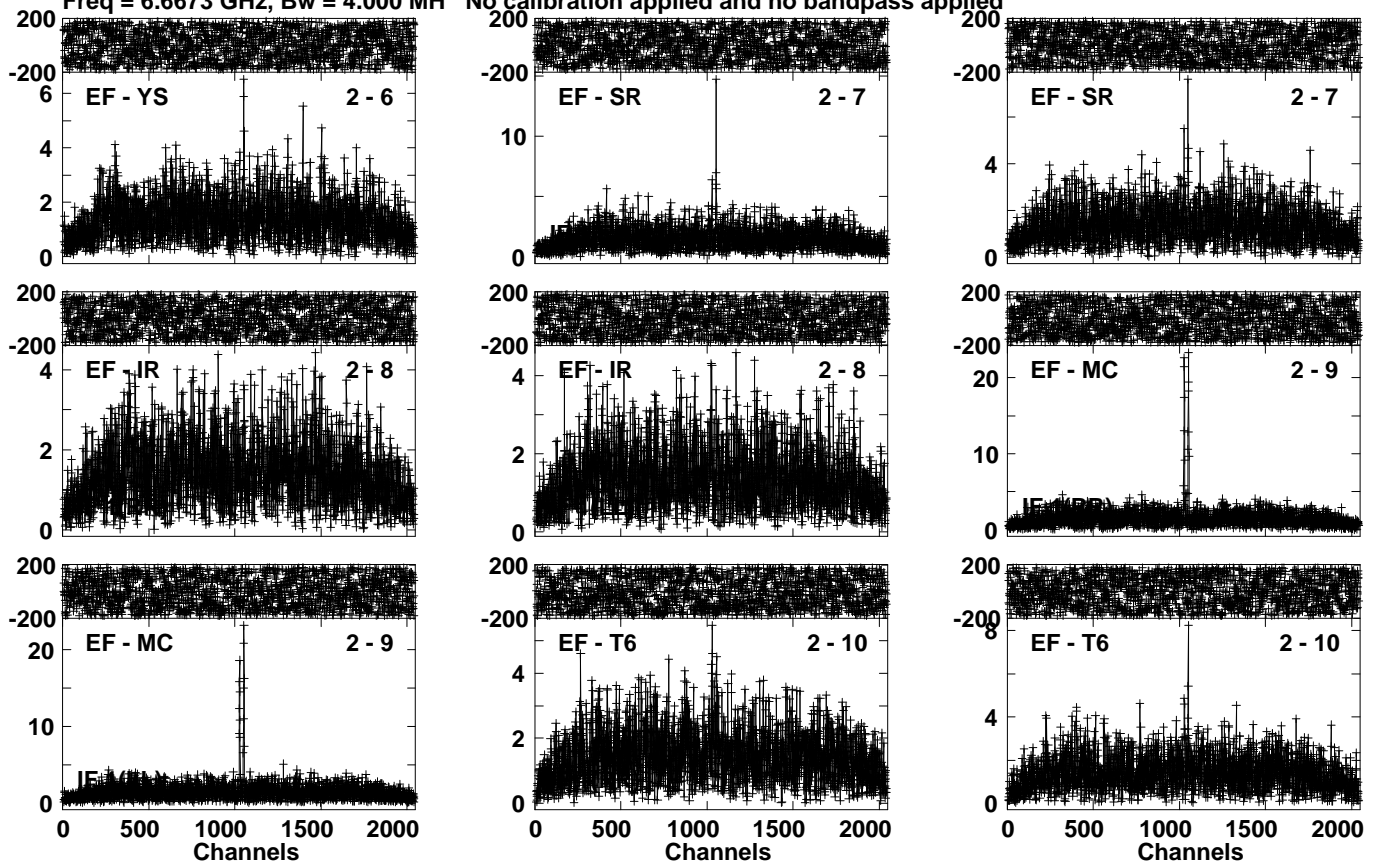 Freq = 6.6673 GHz, Bw = 4.000 MH No calibration applied and no bandpass applied
200 200 200
-200 -200 -200
EF - YS 2 - 6 EF - SR 2 - 7 EF - SR 2 - 7
6
4 10 4
2
0 0 0
200 200 200
-200 -200 -200
EF - IR 2 - 8 EF - IR 2 - 8 EF - MC 2 - 9
4 4 20
2 2 10
0 0 0
200 200 200
-200 -200 -200
EF - MC 2 - 9 EF - T6 2 - 10 EF - T6 2 - 10
20 4 8
10 2 4
0 0 0
0 500 1000 1500 2000 0 500 1000 1500 2000 0 500 1000 1500 2000
Channels Channels Channels